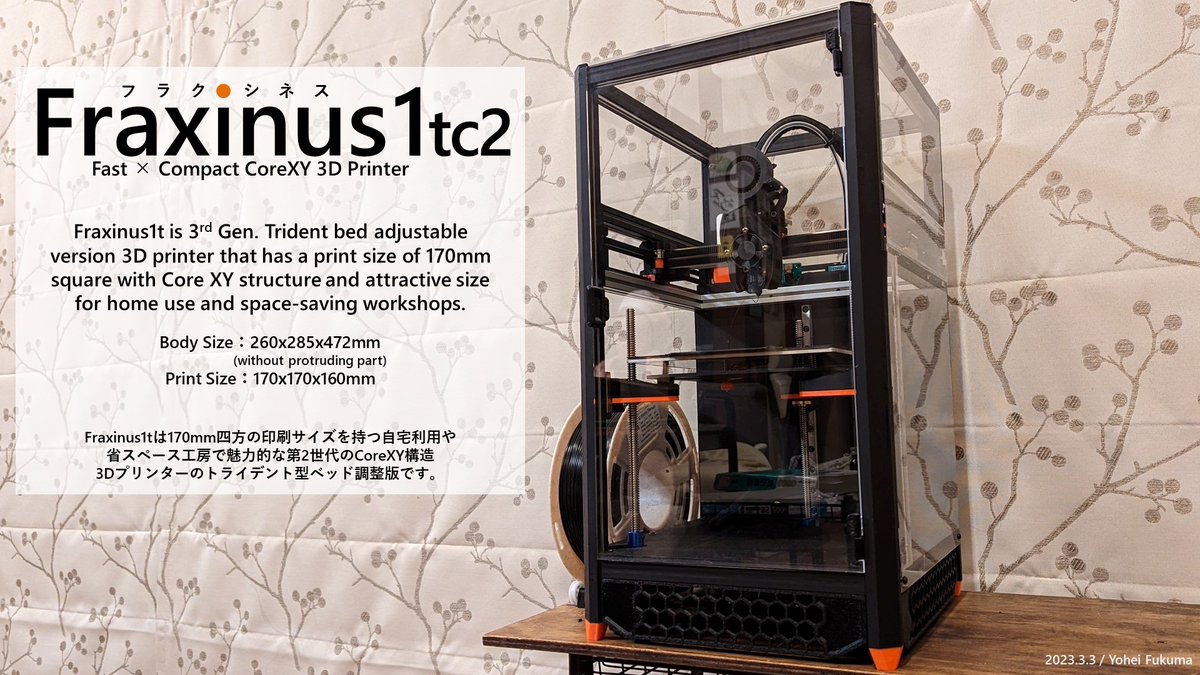 フラク シネス
Fraxinus1tc2
Fast × Compact CoreXY 3D Printer
Fraxinus1t is 3rd Gen. Trident bed adjustable
version 3D printer that has a print size of 170mm
square with Core XY structure and attractive size
for home use and space-saving workshops.
Body Size：260x285x472mm
(without protruding part)
Print Size：170x170x160mm
Fraxinus1tは170mm四方の印刷サイズを持つ自宅利用や
省スペース工房で魅力的な第2世代のCoreXY構造
3Dプリンターのトライデント型ベッド調整版です。
2023.3.3 / Yohei Fukuma